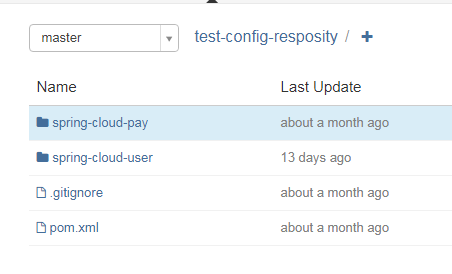 master test-config-resposity / +
Name Last Update
spring-cloud-pay about a month ago
spring-cloud-user 13 days ago
.gitignore about a month ago
pom.xml about a month ago